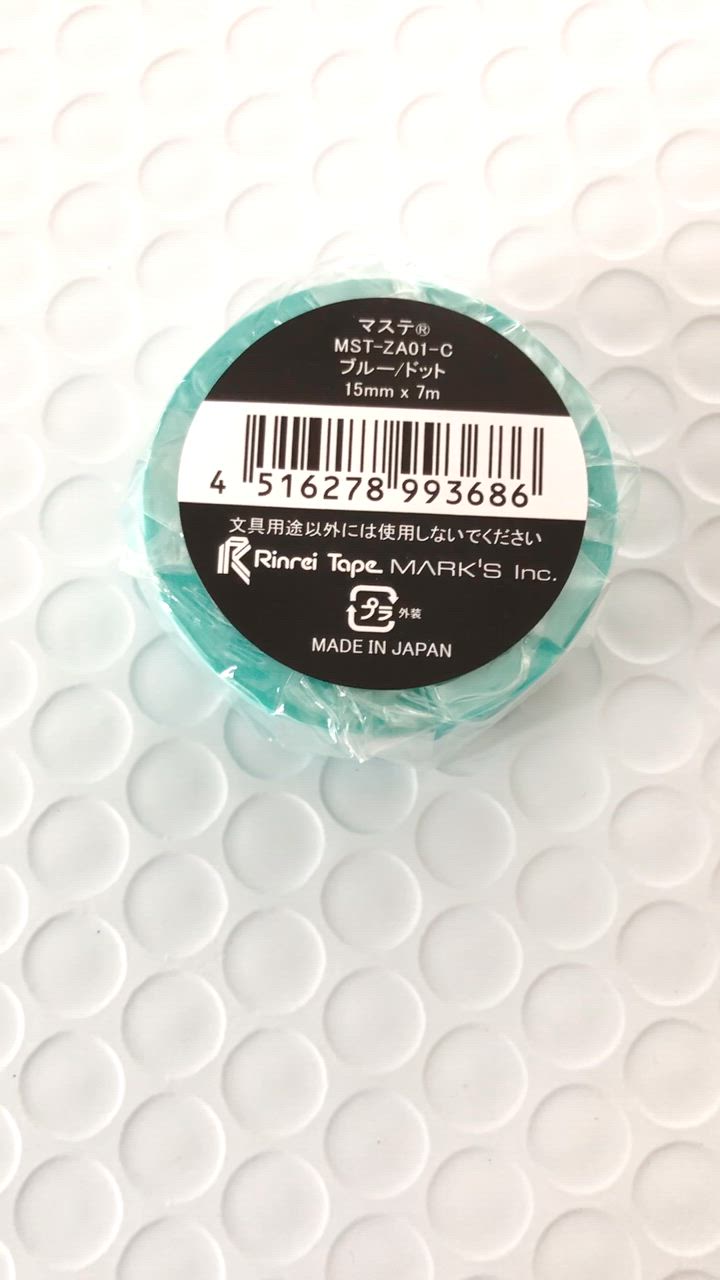 マステ®
MST-ZA01-C
ブルー/ドット
15mm x 7m
4 516278 993686
文具用途以外には使用しないでください
Rinrei Tape MARK'S Inc.
プラ 外装
MADE IN JAPAN